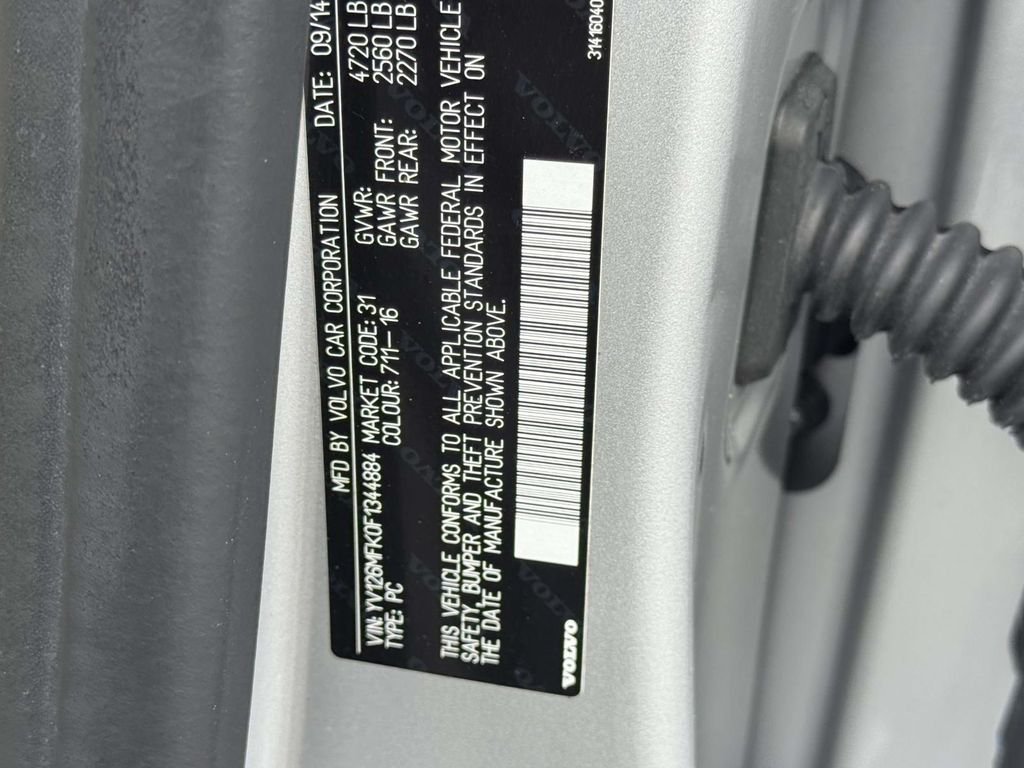 MFD BY VOLVO CAR CORPORATION DATE: 09/14
VIN: YV126MFK0F1344884 MARKET CODE: 31 GVWR: 4720 LB
TYPE: PC COLOUR: 711-16 GAWR FRONT: 2560 LB
GAWR REAR: 2270 LB
THIS VEHICLE CONFORMS TO ALL APPLICABLE FEDERAL MOTOR VEHICLE
SAFETY, BUMPER AND THEFT PREVENTION STANDARDS IN EFFECT ON
THE DATE OF MANUFACTURE SHOWN ABOVE.
VOLVO
31416040